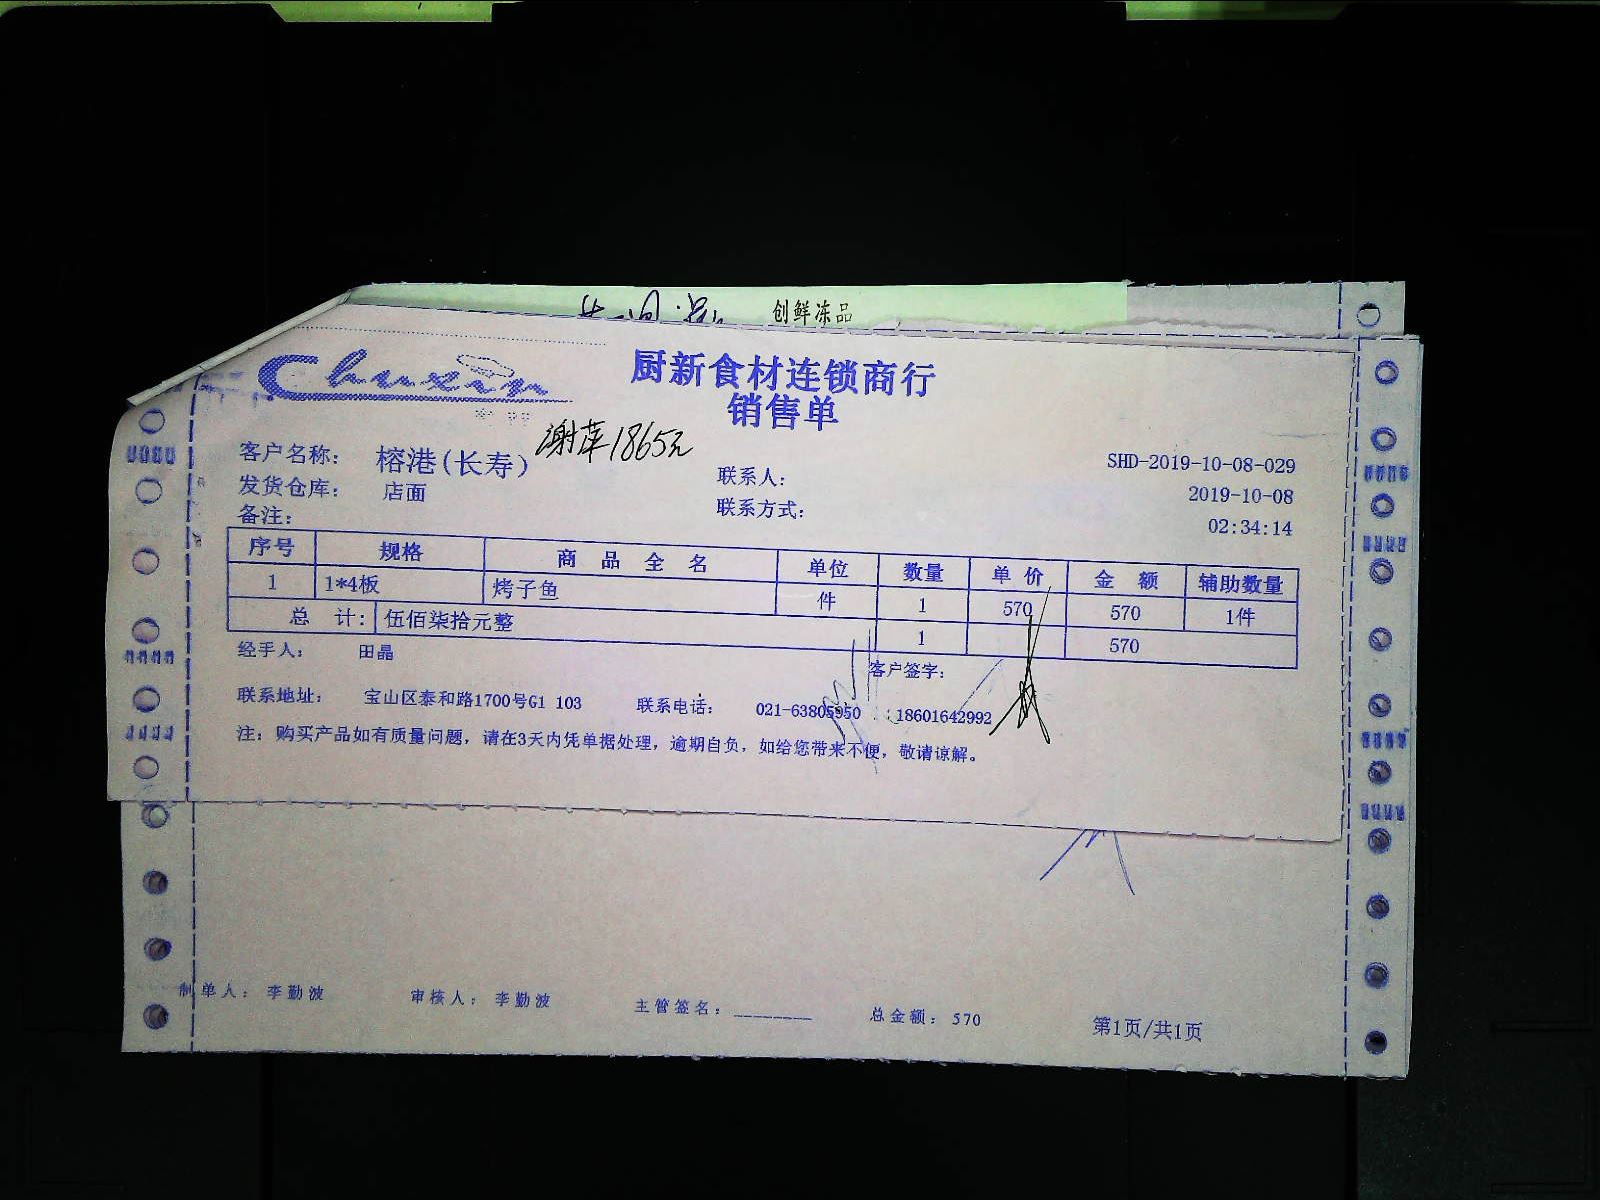 创鲜冻品
Chuxin
厨新食材连锁商行
销售单
谢萍1865元
客户名称: 榕港(长寿) 联系人: SHD-2019-10-08-029
发货仓库: 店面 联系方式: 2019-10-08
备注: 02:34:14
序号 规格 商品全名 单位 数量 单价 金额 辅助数量
1 1*4板 烤子鱼 件 1 570 570 1件
总计: 伍佰柒拾元整 1 570
经手人: 田晶 客户签字:
联系地址: 宝山区泰和路1700号G1 103 联系电话: 021-63805950 18601642992
注: 购买产品如有质量问题, 请在3天内凭单据处理, 逾期自负, 如给您带来不便, 敬请谅解。
制单人: 李勤波 审核人: 李勤波 主管签名: ________ 总金额: 570 第1页/共1页